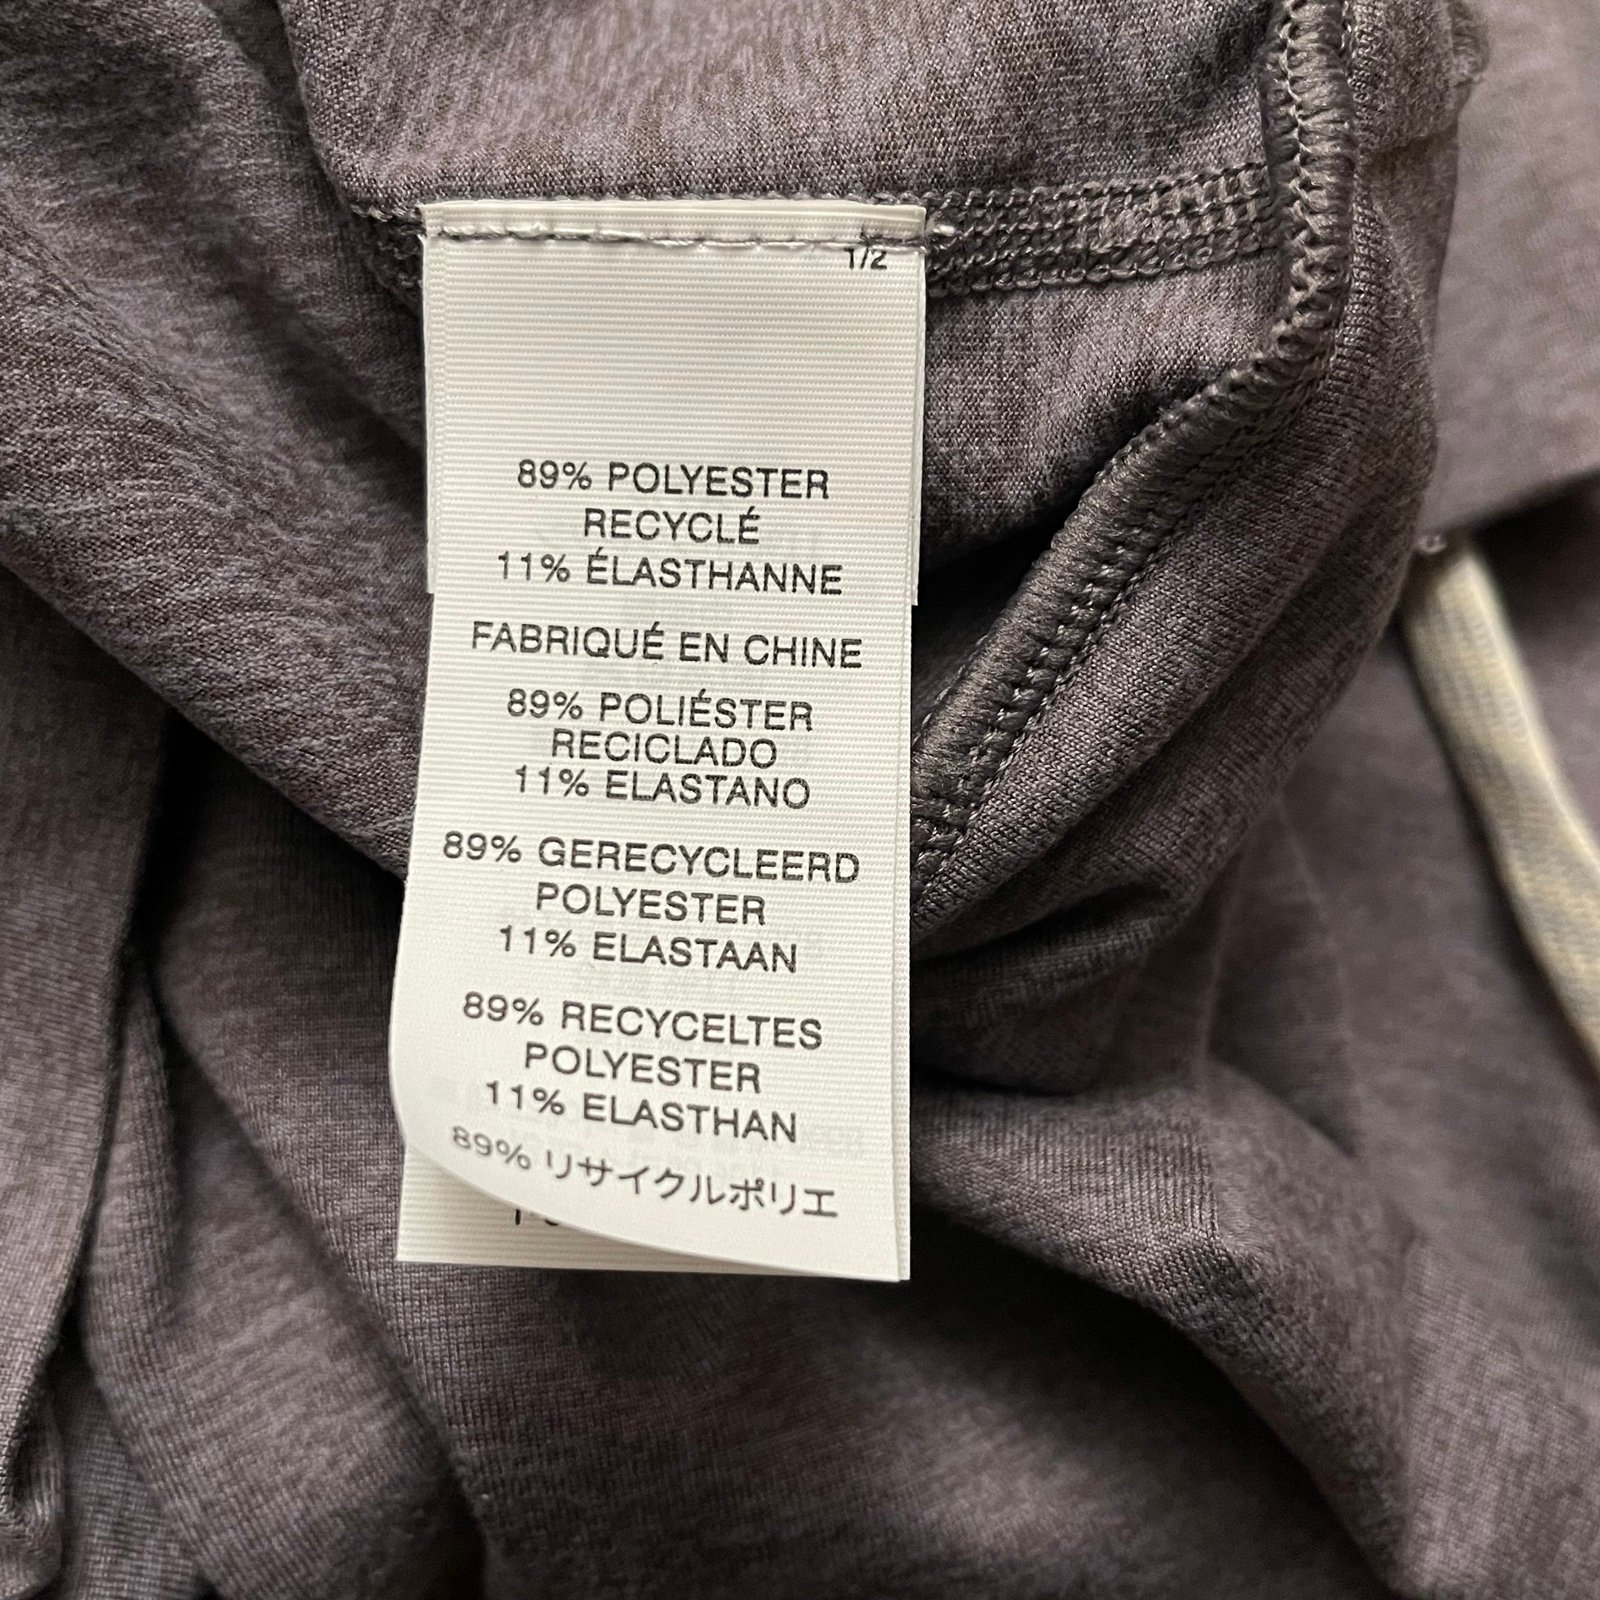 1/2
89% POLYESTER
RECYCLÉ
11% ÉLASTHANNE
FABRIQUÉ EN CHINE
89% POLIÉSTER
RECICLADO
11% ELASTANO
89% GERECYCLEERD
POLYESTER
11% ELASTAAN
89% RECYCELTES
POLYESTER
11% ELASTHAN
89% リサイクルポリエ